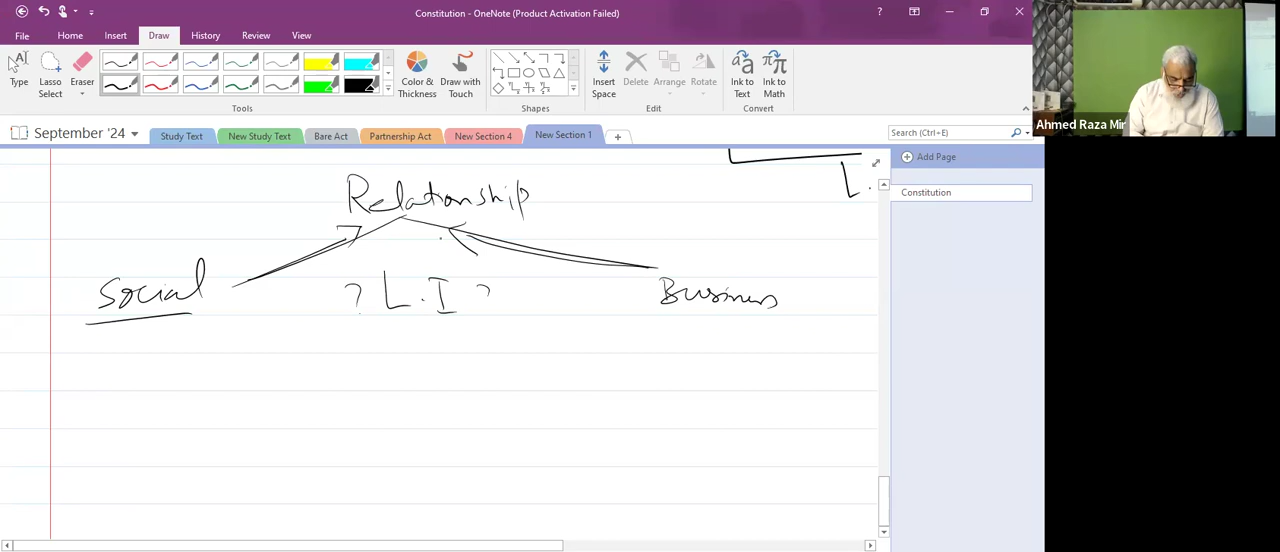 Constitution - OneNote (Product Activation Failed)
?
File Home Insert Draw History Review View
Type
Lasso Select
Eraser
Color & Thickness
Draw with Touch
Insert Space
Delete
Arrange
Rotate
Ink to Text
Ink to Math
Tools
Shapes
Edit
Convert
Ahmed Raza Mir
September '24
Study Text
New Study Text
Bare Act
Partnership Act
New Section 4
New Section 1
Search (Ctrl+E)
Add Page
Constitution
L.
Relationship
Social ? L.I ? Business